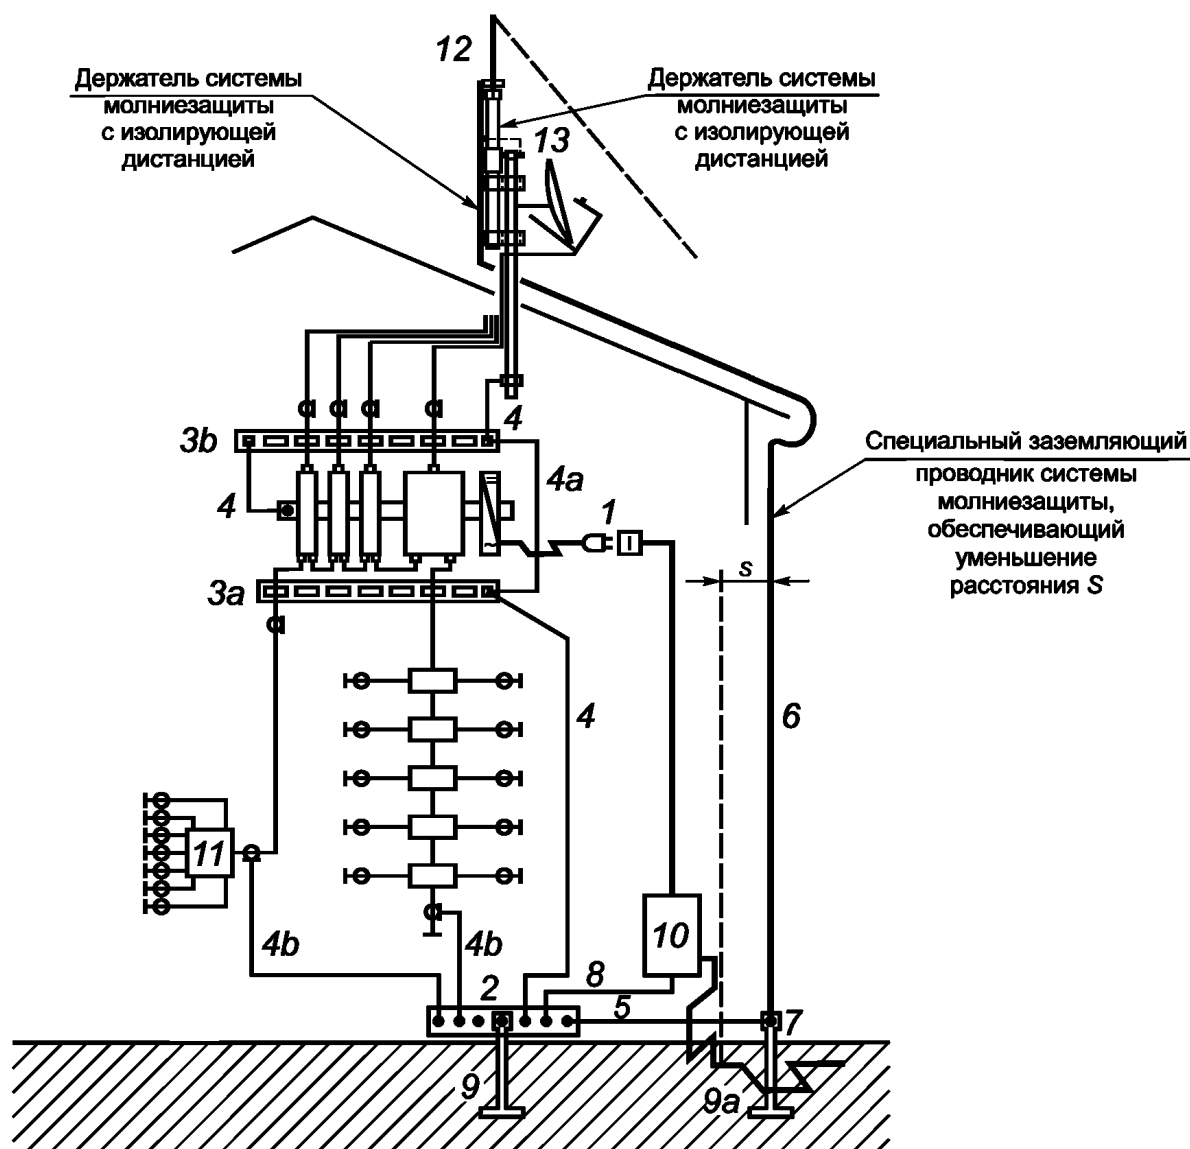 12
Держатель системы
молниезащиты
с изолирующей
дистанцией
Держатель системы
молниезащиты
с изолирующей
дистанцией
13
4
3b
4a
4
1
Специальный заземляющий
проводник системы
молниезащиты,
обеспечивающий
уменьшение
расстояния S
s
3a
4
6
11
10
4b
4b
2
8
5
7
9
9a